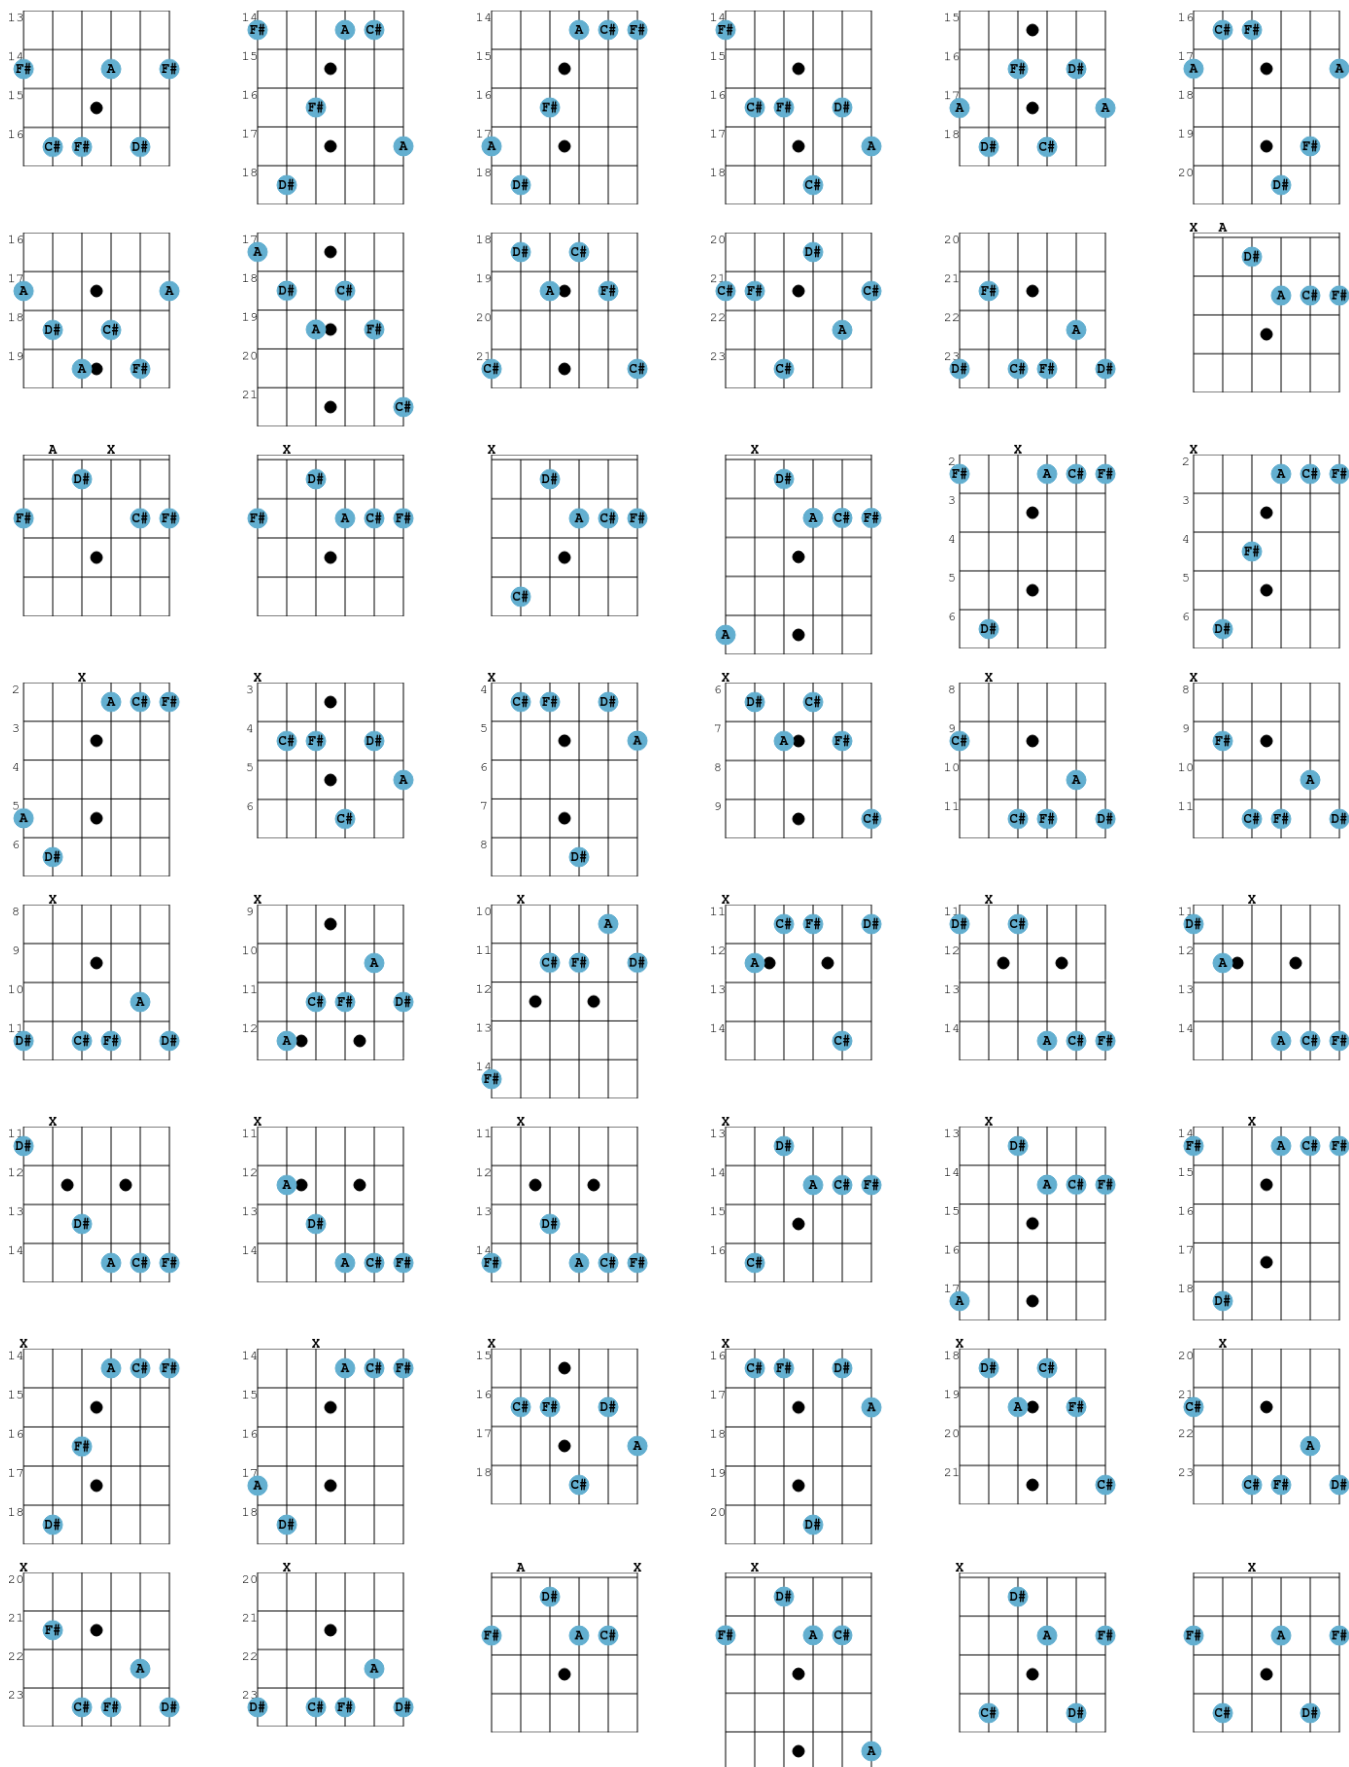 13
14 F# A F#
15
16 C# F# D#
14 F# A C#
15
16 F#
17 A
18 D#
14 A C# F#
15
16 F#
17 A
18 D#
14 F#
15
16 C# F# D#
17 A
18 C#
15
16 F# D#
17 A A
18 D# C#
16 C# F#
17 A A
18
19 F#
20 D#
16
17 A A
18 D# C#
19 A F#
17 A
18 D# C#
19 A F#
20
21 C#
18 D# C#
19 A F#
20
21 C# C#
20 D#
21 C# F# C#
22 A
23 C#
20
21 F#
22 A
23 D# C# F# D#
X A
D#
A C# F#
A X
D#
F# C# F#
X
D#
F# A C# F#
X
D#
A C# F#
C#
X
D#
A C# F#
A
X
2 F# A C# F#
3
4
5
6 D#
X
2 A C# F#
3
4 F#
5
6 D#
X
2 A C# F#
3
4
5 A
6 D#
X
3
4 C# F# D#
5 A
6 C#
X
4 C# F# D#
5 A
6
7
8 D#
X
6 D# C#
7 A F#
8
9 C#
X
8
9 C#
10 A
11 C# F# D#
X
8
9 F#
10 A
11 C# F# D#
X
8
9
10 A
11 D# C# F# D#
X
9
10 A
11 C# F# D#
12 A
X
10 A
11 C# F# D#
12
13
14 F#
X
11 C# F# D#
12 A
13
14 C#
X
11 D# C#
12
13
14 A C# F#
X
11 D#
12 A
13
14 A C# F#
X
11 D#
12
13 D#
14 A C# F#
X
11
12 A
13 D#
14 A C# F#
X
11
12
13 D#
14 F# A C# F#
X
13 D#
14 A C# F#
15
16 C#
X
13 D#
14 A C# F#
15
16
17 A
X
14 F# A C# F#
15
16
17
18 D#
X
14 A C# F#
15
16 F#
17
18 D#
X
14 A C# F#
15
16
17 A
18 D#
X
15
16 C# F# D#
17 A
18 C#
X
16 C# F# D#
17 A
18
19
20 D#
X
18 D# C#
19 A F#
20
21 C#
X
20
21 C#
22 A
23 C# F# D#
X
20
21 F#
22 A
23 C# F# D#
X
20
21
22 A
23 D# C# F# D#
A X
D#
F# A C#
X
D#
F# A C#
A
X
D#
A F#
C# D#
X
F# A F#
C# D#